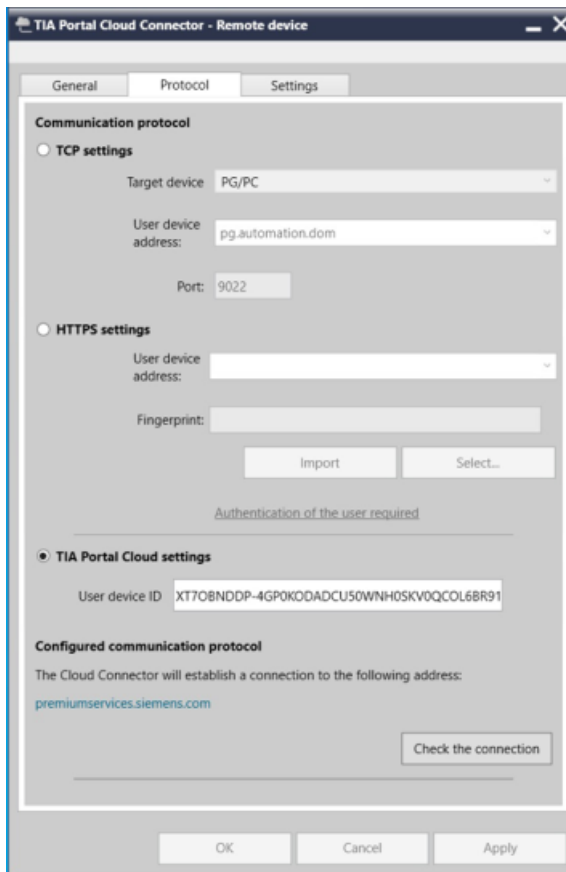 TIA Portal Cloud Connector - Remote device
General Protocol Settings
Communication protocol
TCP settings
Target device PG/PC
User device address: pg.automation.dom
Port: 9022
HTTPS settings
User device address:
Fingerprint:
Import Select...
Authentication of the user required
TIA Portal Cloud settings
User device ID XT7OBNDDP-4GP0KODADCU50WNH0SKV0QCOL6BR91
Configured communication protocol
The Cloud Connector will establish a connection to the following address:
premiumservices.siemens.com
Check the connection
OK Cancel Apply